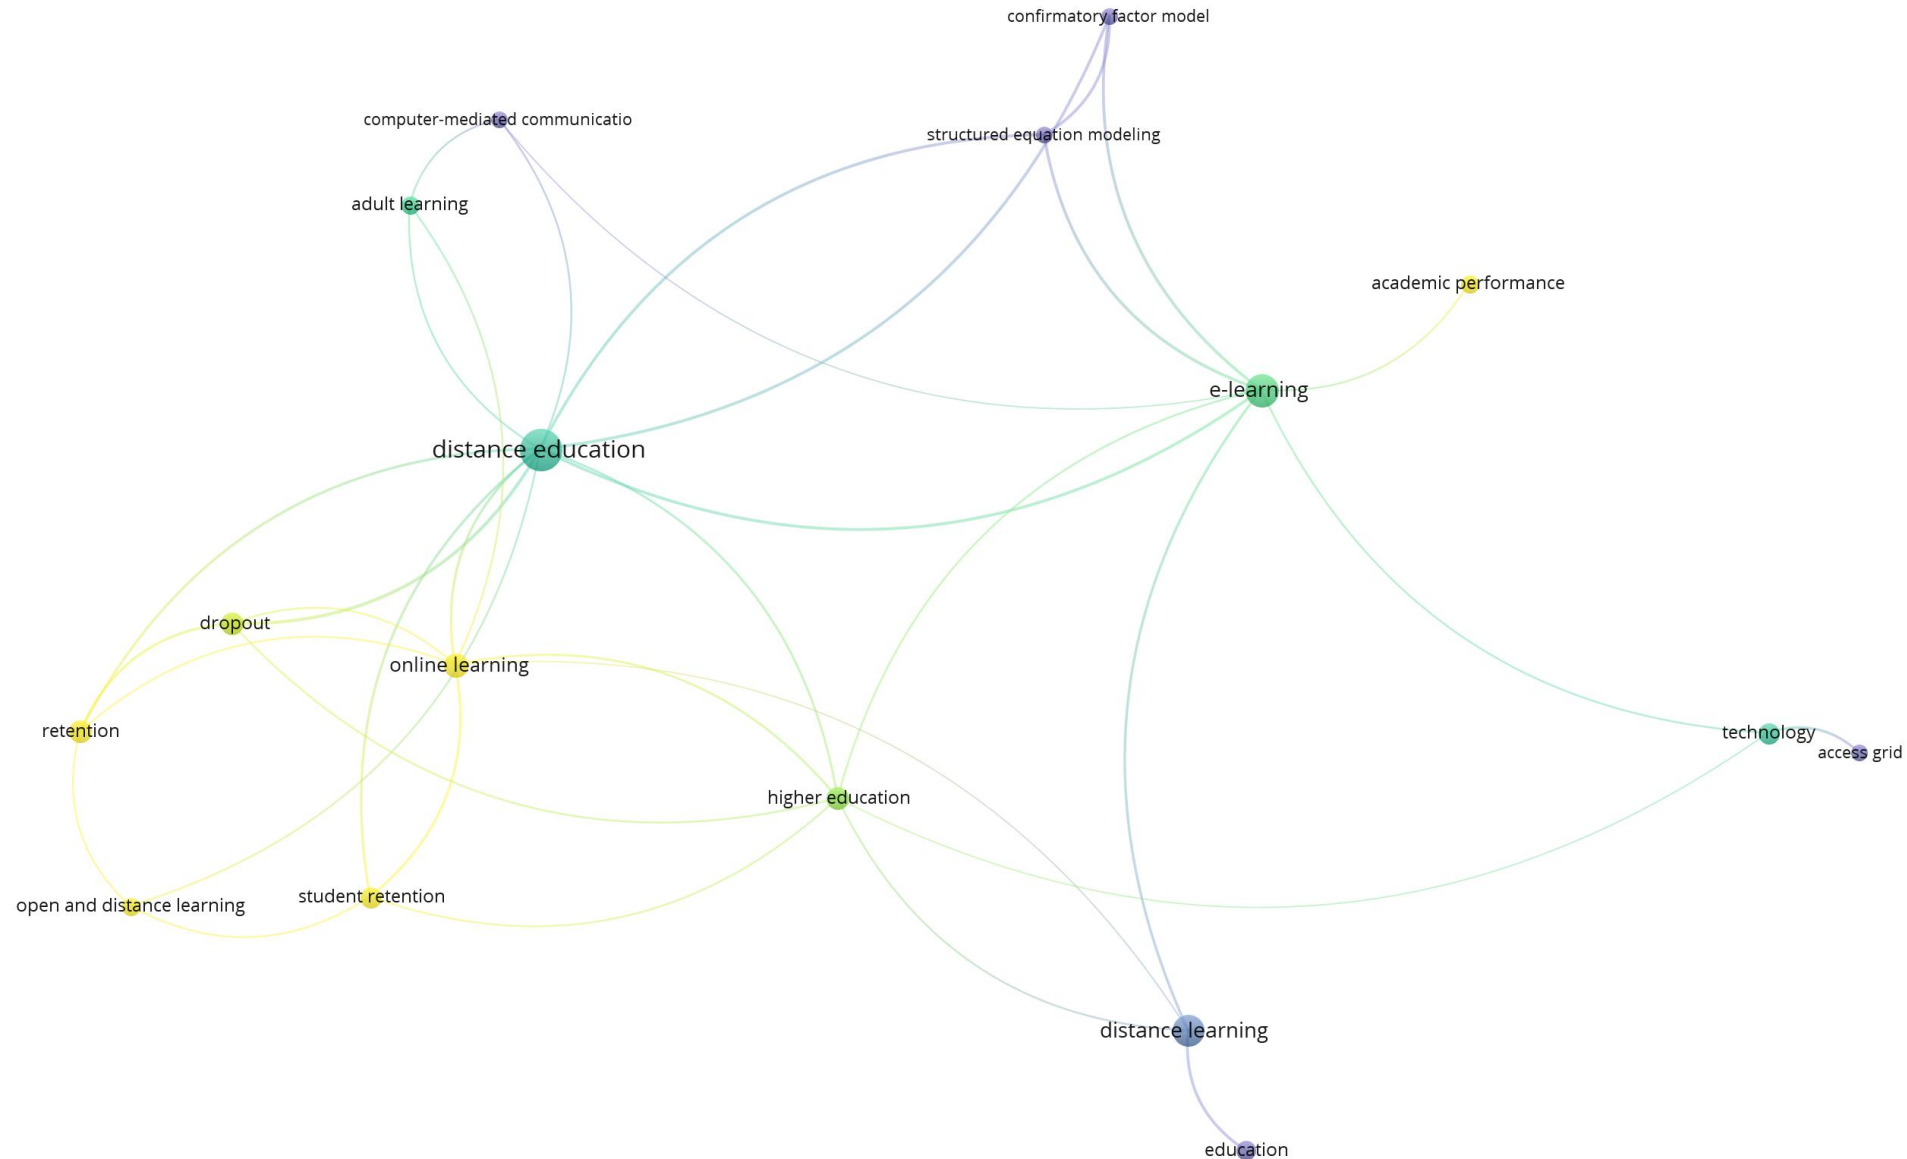 confirmatory factor model
computer-mediated communicatio
structured equation modeling
adult learning
academic performance
e-learning
distance education
dropout
online learning
retention
technology
access grid
higher education
student retention
open and distance learning
distance learning
education